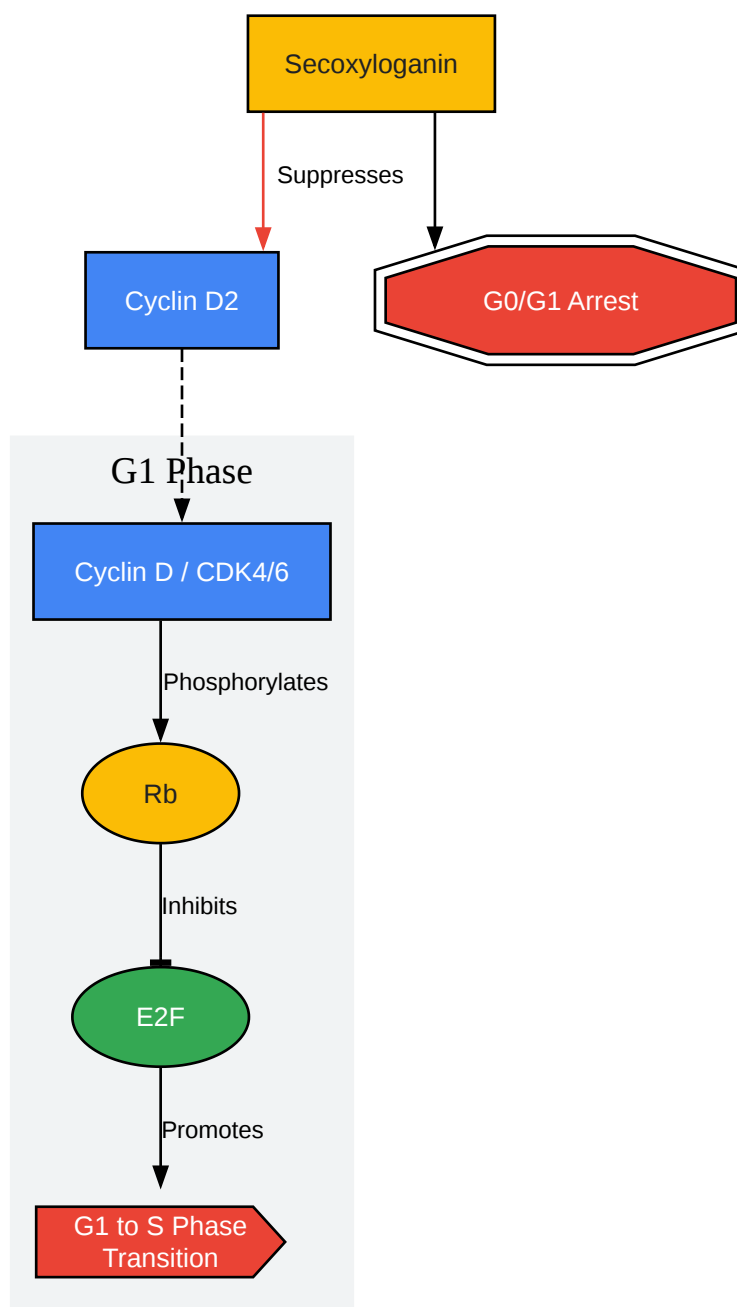 Secoxyloganin
Suppresses
Cyclin D2
G0/G1 Arrest
G1 Phase
Cyclin D / CDK4/6
Phosphorylates
Rb
Inhibits
E2F
Promotes
G1 to S Phase
Transition